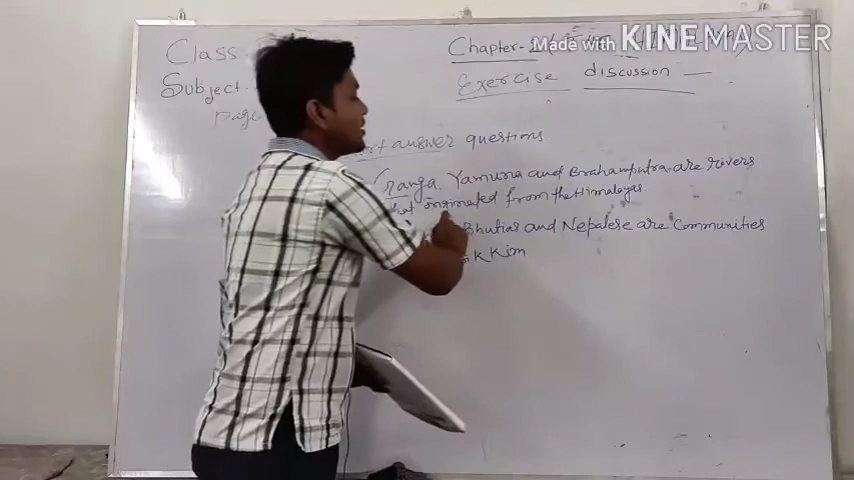 Made with KINEMASTER
Class
Chapter-
Subject
Exercise discussion
page
answer questions
Ganga, Yamuna and Brahamputra are rivers
that originated from the Himalayas
Bhutias and Nepalese are Communities